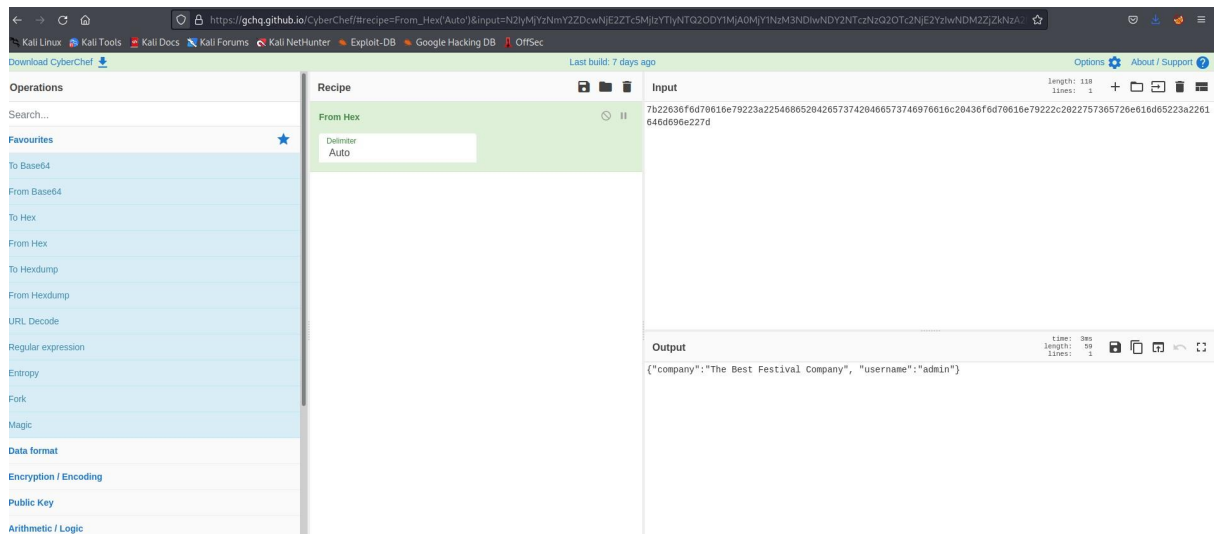 https://gchq.github.io/CyberChef/#recipe=From_Hex('Auto')&input=N2IyMjYzNmY2ZDcwNjE2ZTc5MjIzYTIyNTQ2ODY1MjA0MjY1NzM3NDIwNDY2NTczNzQ2OTc2NjE2YzIwNDM2ZjZkNzA2
Kali Linux Kali Tools Kali Docs Kali Forums Kali NetHunter Exploit-DB Google Hacking DB OffSec
Download CyberChef Last build: 7 days ago Options About / Support
Operations Recipe Input length: 118
lines: 1
Search...
From Hex
7b22636f6d70616e79223a22546865204265737420466573746976616c20436f6d70616e79222c2022757365726e616d65223a2261
646d696e227d
Favourites
Delimiter
Auto
To Base64
From Base64
To Hex
From Hex
To Hexdump
From Hexdump
URL Decode
Regular expression
Output time: 3ms
length: 59
lines: 1
Entropy
{"company":"The Best Festival Company", "username":"admin"}
Fork
Magic
Data format
Encryption / Encoding
Public Key
Arithmetic / Logic